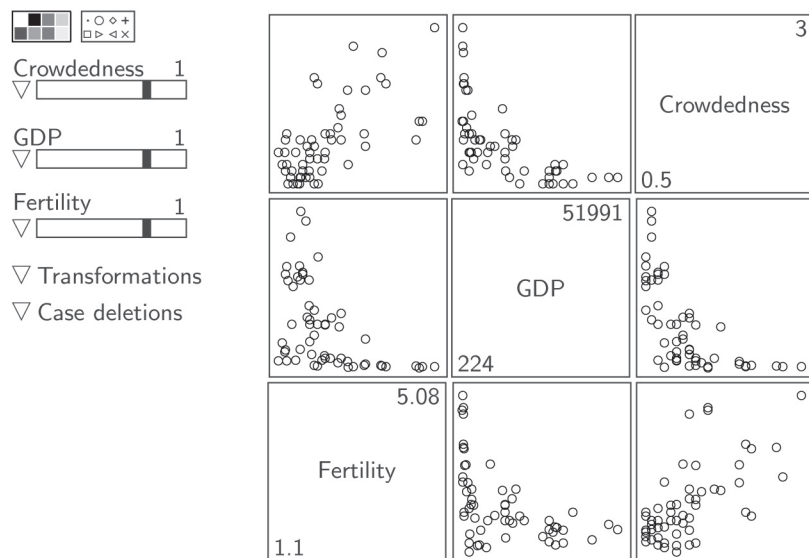 Crowdedness 1
GDP 1
Fertility 1
Transformations
Case deletions
3
Crowdedness
0.5
51991
GDP
224
5.08
Fertility
1.1